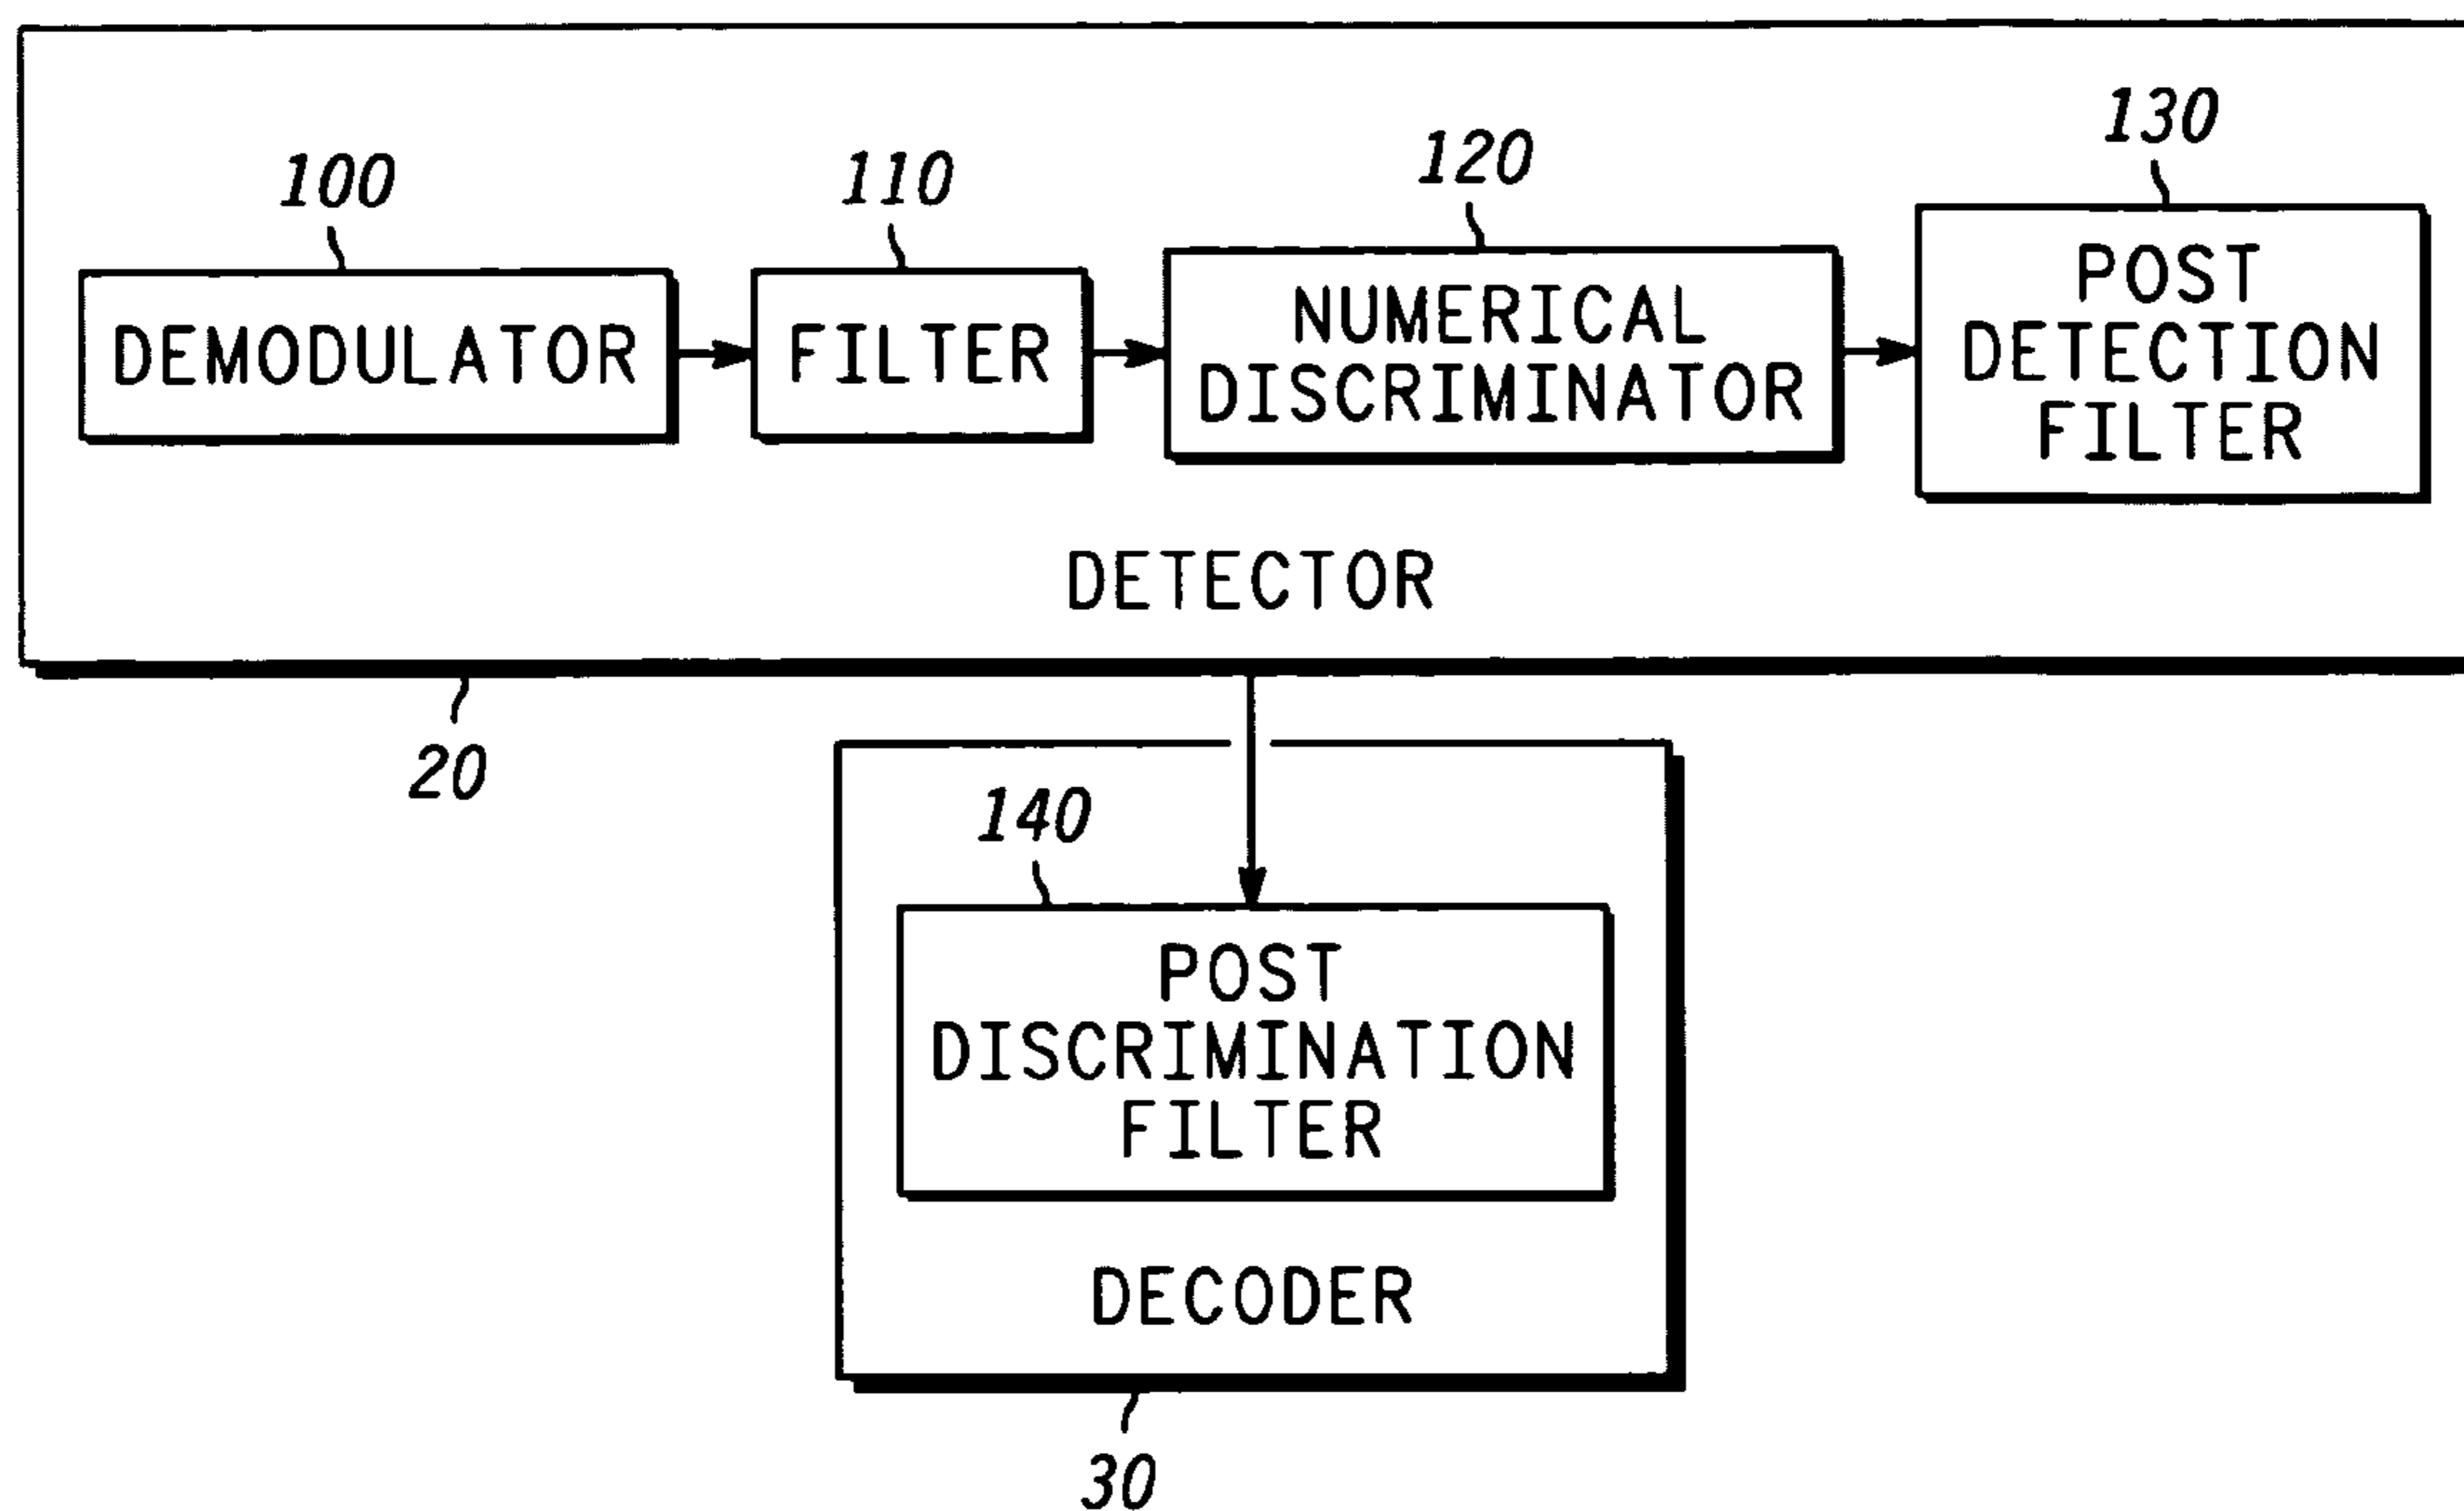 130
120
100
110
POST
DETECTION
FILTER
NUMERICAL
DISCRIMINATOR
DEMODULATOR
FILTER
DETECTOR
20
140
POST
DISCRIMINATION
FILTER
DECODER
30